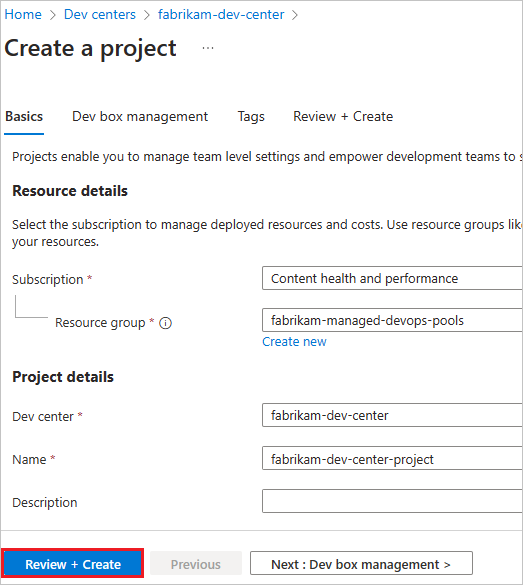 Home > Dev centers > fabrikam-dev-center >
Create a project ...
Basics Dev box management Tags Review + Create
Projects enable you to manage team level settings and empower development teams to s
Resource details
Select the subscription to manage deployed resources and costs. Use resource groups like
your resources.
Subscription * Content health and performance
Resource group * fabrikam-managed-devops-pools
Create new
Project details
Dev center * fabrikam-dev-center
Name * fabrikam-dev-center-project
Description
Review + Create Previous Next : Dev box management >